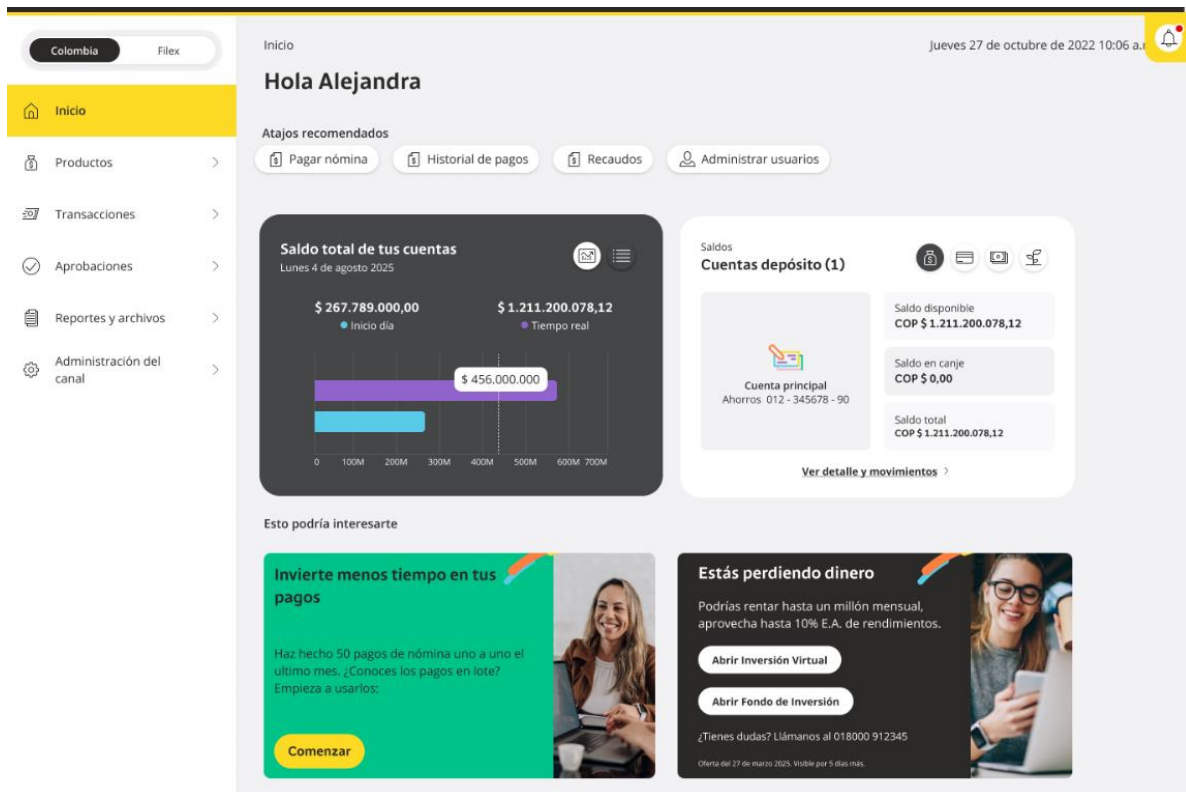 Colombia Filex
Inicio
Productos
Transacciones
Aprobaciones
Reportes y archivos
Administración del
canal
Inicio
Jueves 27 de octubre de 2022 10:06 a.
Hola Alejandra
Atajos recomendados
Pagar nómina Historial de pagos Recaudos Administrar usuarios
Saldo total de tus cuentas
Lunes 4 de agosto 2025
$ 267.789.000,00 $ 1.211.200.078,12
Inicio día Tiempo real
$ 456.000.000
0 100M 200M 300M 400M 500M 600M 700M
Saldos
Cuentas depósito (1)
Cuenta principal
Ahorros 012 - 345678 - 90
Saldo disponible
COP $ 1.211.200.078,12
Saldo en canje
COP $ 0,00
Saldo total
COP $ 1.211.200.078,12
Ver detalle y movimientos
Esto podría interesarte
Invierte menos tiempo en tus
pagos
Haz hecho 50 pagos de nómina uno a uno el
ultimo mes. ¿Conoces los pagos en lote?
Empieza a usarlos:
Comenzar
Estás perdiendo dinero
Podrías rentar hasta un millón mensual,
aprovecha hasta 10% E.A. de rendimientos.
Abrir Inversión Virtual
Abrir Fondo de Inversión
¿Tienes dudas? Llámanos al 018000 912345
Oferta del 27 de marzo 2025. Visible por 5 días más.